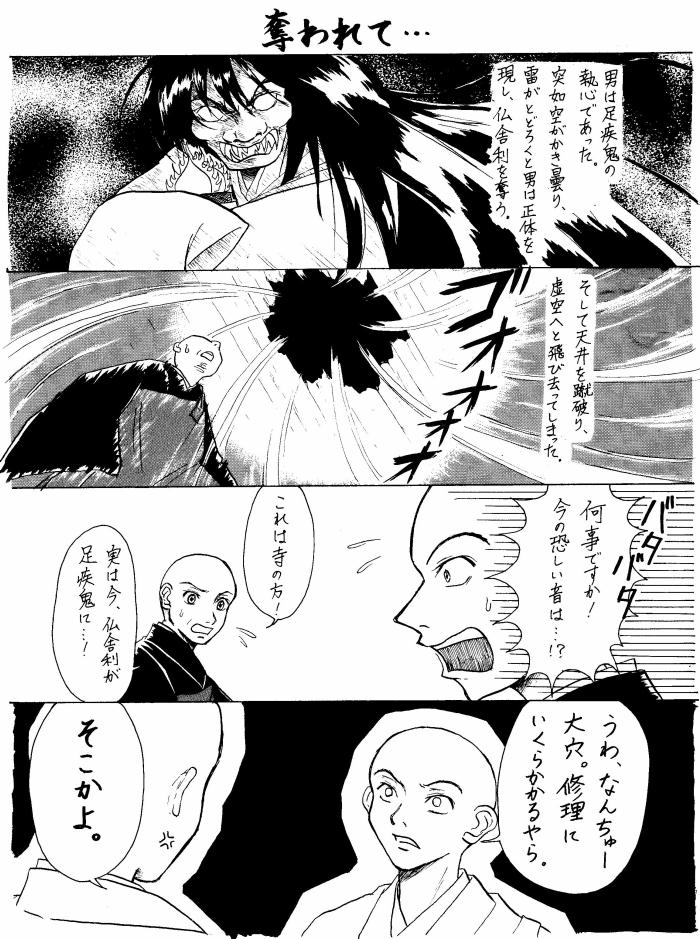 奪われて…
男は足疾鬼の
執心であった。
突如空がかき曇り、
雷がとどろくと男は正体を
現し、仏舎利を奪う。
そして天井を蹴破り、
虚空へと飛び去ってしまった。
ゴオオオオ
バタ
バタ
何事ですか！
今の恐しい音は…!?
これは寺の方！
実は今、仏舎利が
足疾鬼に…！
うわ、なんちゅー
大穴。修理に
いくらかかるやら。
そこかよ。